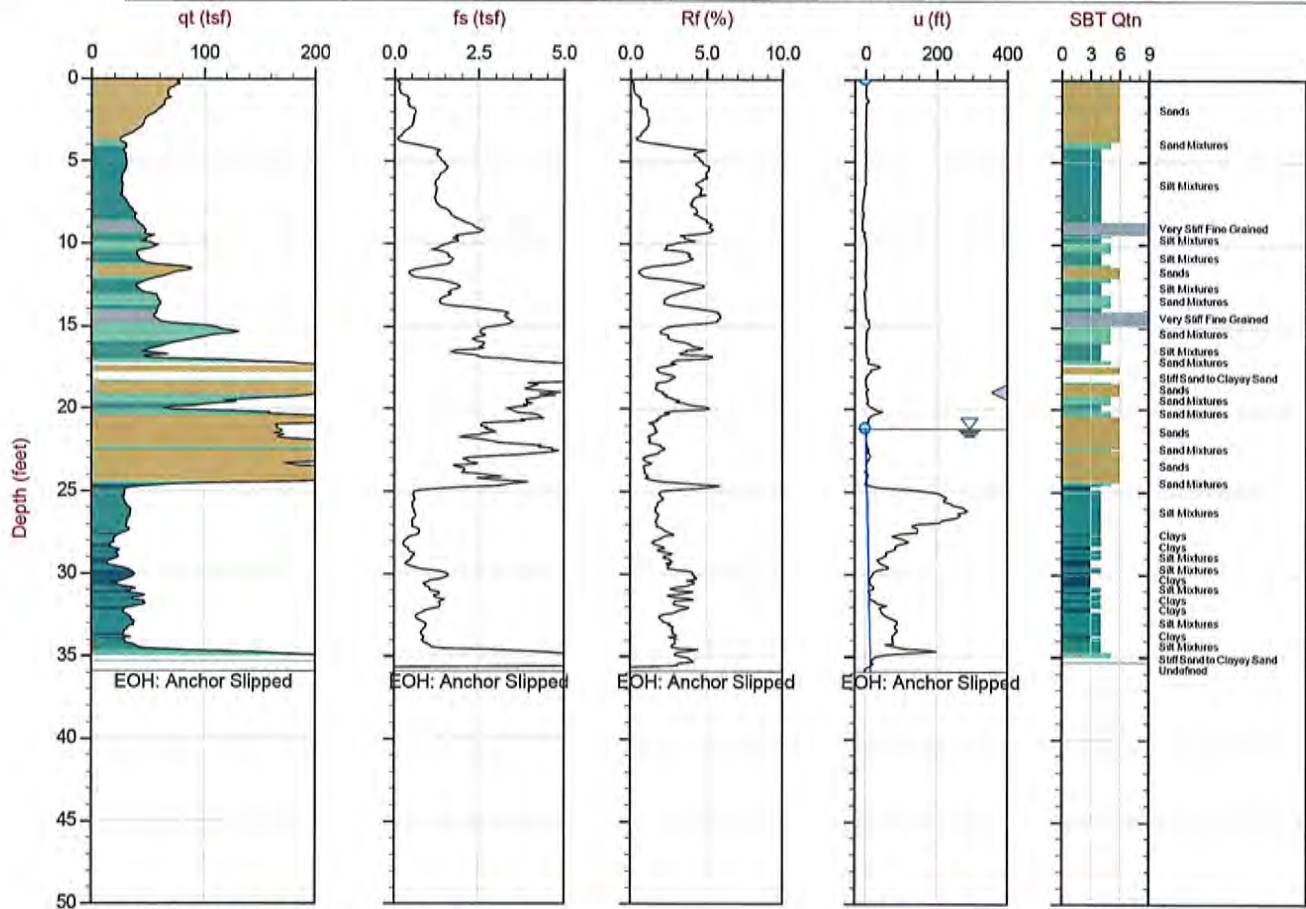 qt (tsf) fs (tsf) Rf (%) u (ft) SBT Qtn
0 100 200 0.0 2.5 5.0 0.0 5.0 10.0 0 200 400 0 3 6 9
Depth (feet)
0
5
10
15
20
25
30
35
40
45
50
Sands
Sand Mixtures
Silt Mixtures
Very Stiff Fine Grained
Silt Mixtures
Silt Mixtures
Sands
Silt Mixtures
Sand Mixtures
Very Stiff Fine Grained
Sand Mixtures
Silt Mixtures
Sand Mixtures
Stiff Sand to Clayey Sand
Sands
Sand Mixtures
Sand Mixtures
Sands
Sand Mixtures
Sands
Sand Mixtures
Silt Mixtures
Clays
Clays
Silt Mixtures
Silt Mixtures
Clays
Silt Mixtures
Clays
Clays
Silt Mixtures
Clays
Silt Mixtures
Stiff Sand to Clayey Sand
Undefined
EOH: Anchor Slipped EOH: Anchor Slipped EOH: Anchor Slipped EOH: Anchor Slipped